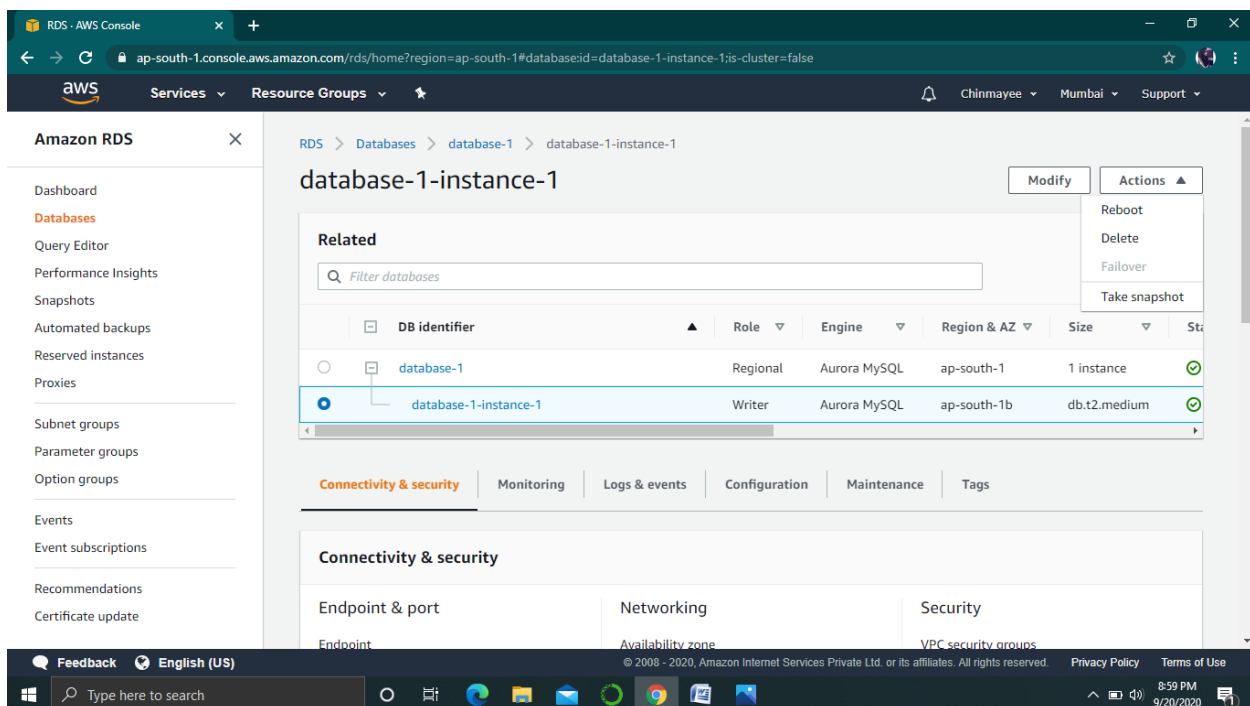 RDS · AWS Console
ap-south-1.console.aws.amazon.com/rds/home?region=ap-south-1#database:id=database-1-instance-1;is-cluster=false
aws Services Resource Groups Chinmayee Mumbai Support
Amazon RDS
Dashboard
Databases
Query Editor
Performance Insights
Snapshots
Automated backups
Reserved instances
Proxies
Subnet groups
Parameter groups
Option groups
Events
Event subscriptions
Recommendations
Certificate update
RDS > Databases > database-1 > database-1-instance-1
database-1-instance-1
Modify Actions
Reboot
Delete
Failover
Take snapshot
Related
Filter databases
DB identifier Role Engine Region & AZ Size
database-1 Regional Aurora MySQL ap-south-1 1 instance
database-1-instance-1 Writer Aurora MySQL ap-south-1b db.t2.medium
Connectivity & security Monitoring Logs & events Configuration Maintenance Tags
Connectivity & security
Endpoint & port Networking Security
Endpoint Availability zone VPC security groups
Feedback English (US) © 2008 - 2020, Amazon Internet Services Private Ltd. or its affiliates. All rights reserved. Privacy Policy Terms of Use
Type here to search
8:59 PM
9/20/2020